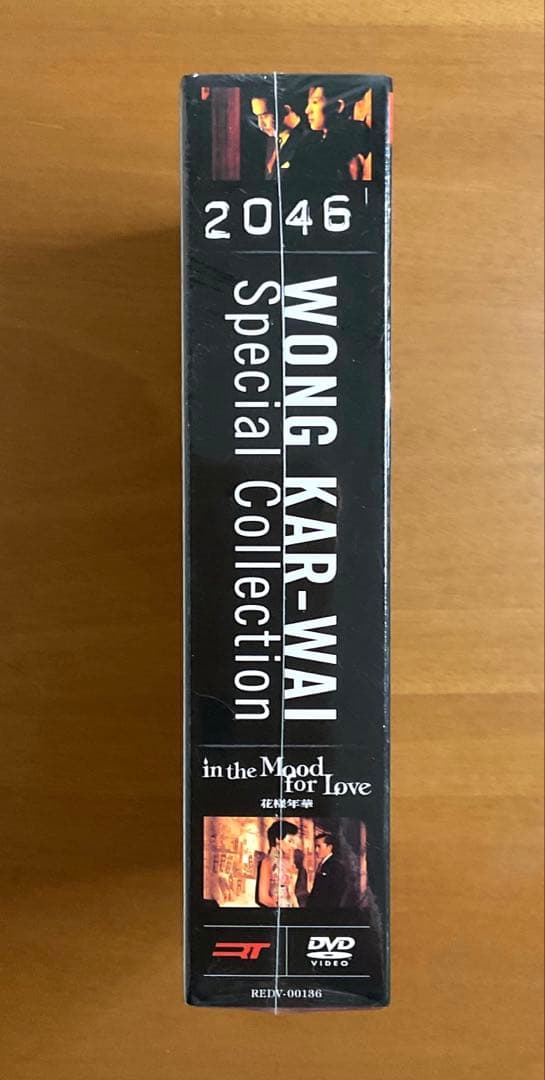 2046
WONG KAR-WAI
Special Collection
in the Mood
for Love
花様年華
RT
DVD
VIDEO
REDV-00136